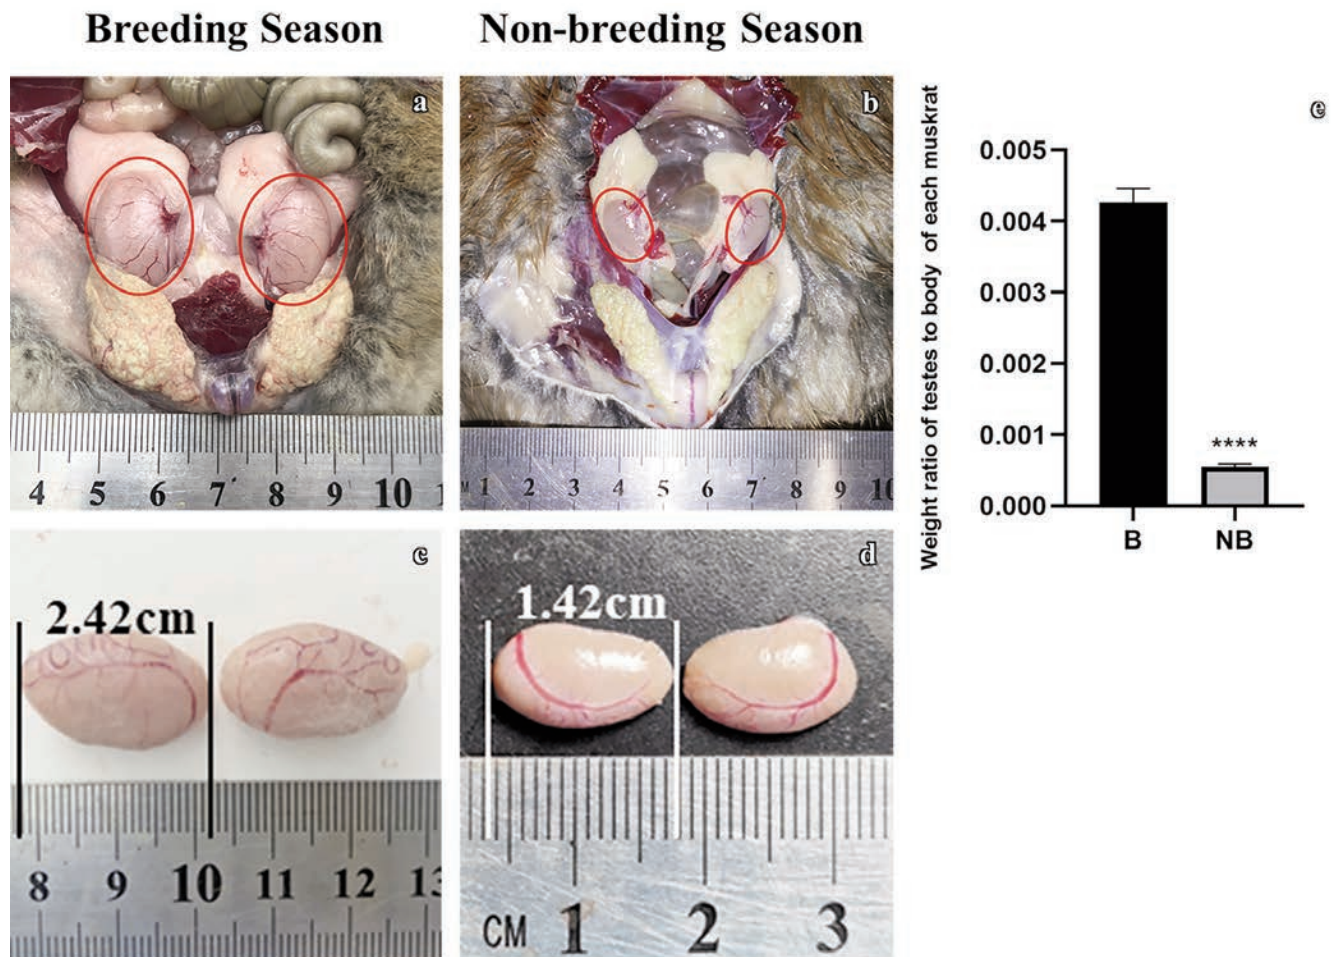 Breeding Season
Non-breeding Season
a
4 5 6 7 8 9 10
b
1 2 3 4 5 6 7 8 9 10
c
2.42cm
8 9 10 11 12 13
d
1.42cm
CM 1 2 3
e
Weight ratio of testes to body of each muskrat
0.005
0.004
0.003
0.002
0.001
0.000
****
B
NB